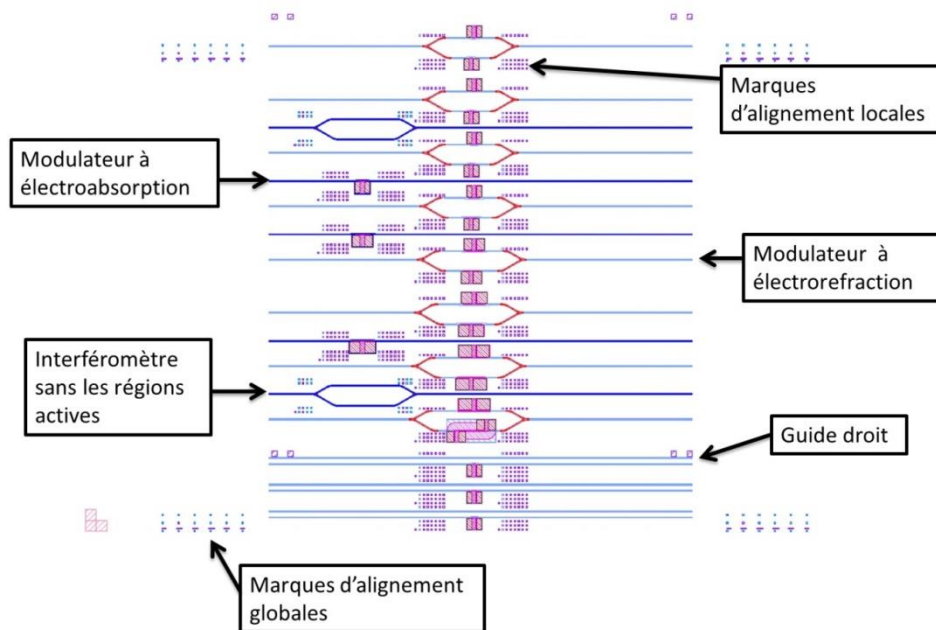 Marques
d'alignement locales
Modulateur à
électroabsorption
Modulateur à
électrorefraction
Interféromètre
sans les régions
actives
Guide droit
Marques d'alignement
globales